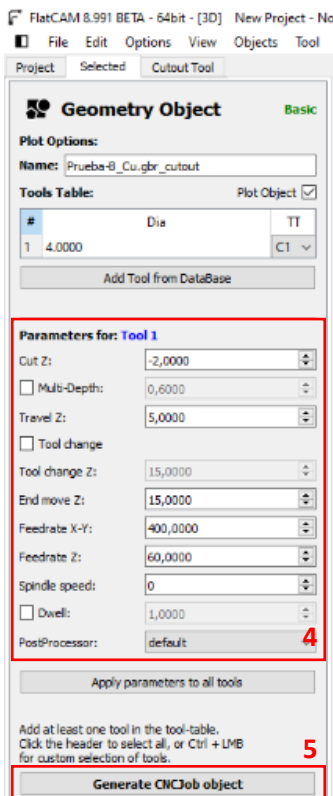 FlatCAM 8.991 BETA - 64bit - [3D] New Project - No
File Edit Options View Objects Tool
Project Selected Cutout Tool
Geometry Object Basic
Plot Options:
Name: Prueba-B_Cu.gbr_cutout
Tools Table: Plot Object
# Dia TT
1 4.0000 C1
Add Tool from DataBase
Parameters for: Tool 1
Cut Z: -2,0000
Multi-Depth: 0,6000
Travel Z: 5,0000
Tool change
Tool change Z: 15,0000
End move Z: 15,0000
Feedrate X-Y: 400,0000
Feedrate Z: 60,0000
Spindle speed: 0
Dwell: 1,0000
PostProcessor: default 4
Apply parameters to all tools
Add at least one tool in the tool-table.
Click the header to select all, or Ctrl + LMB
for custom selection of tools. 5
Generate CNCJob object